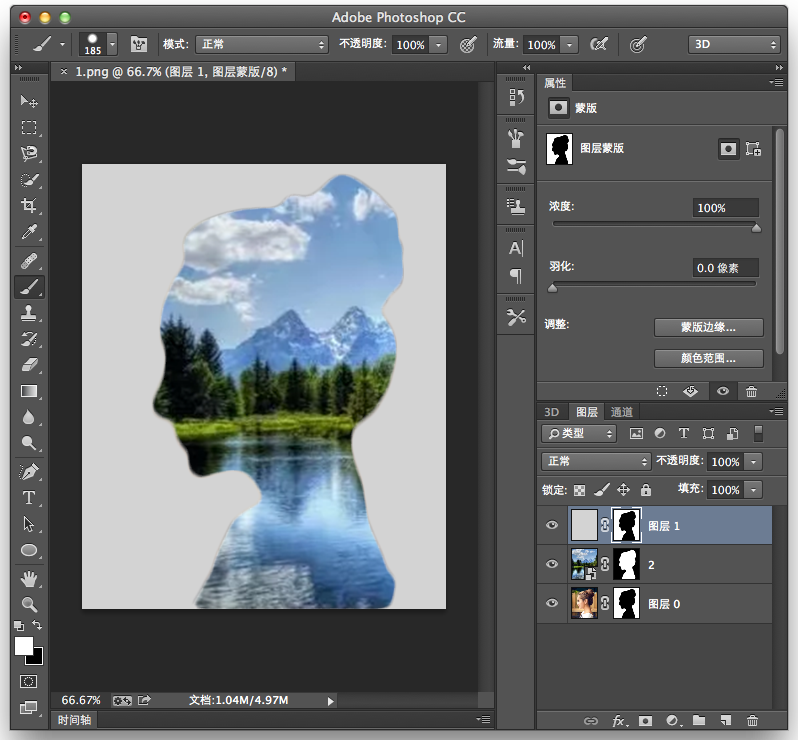 Adobe Photoshop CC
185
模式: 正常 不透明度: 100% 流量: 100% 3D
× 1.png @ 66.7% (图层 1, 图层蒙版/8) *
属性
蒙版
图层蒙版
浓度: 100%
羽化: 0.0 像素
调整: 蒙版边缘...
颜色范围...
3D 图层 通道
类型 T
正常 不透明度: 100%
锁定: 填充: 100%
图层 1
2
图层 0
fx
66.67% 文档:1.04M/4.97M
时间轴